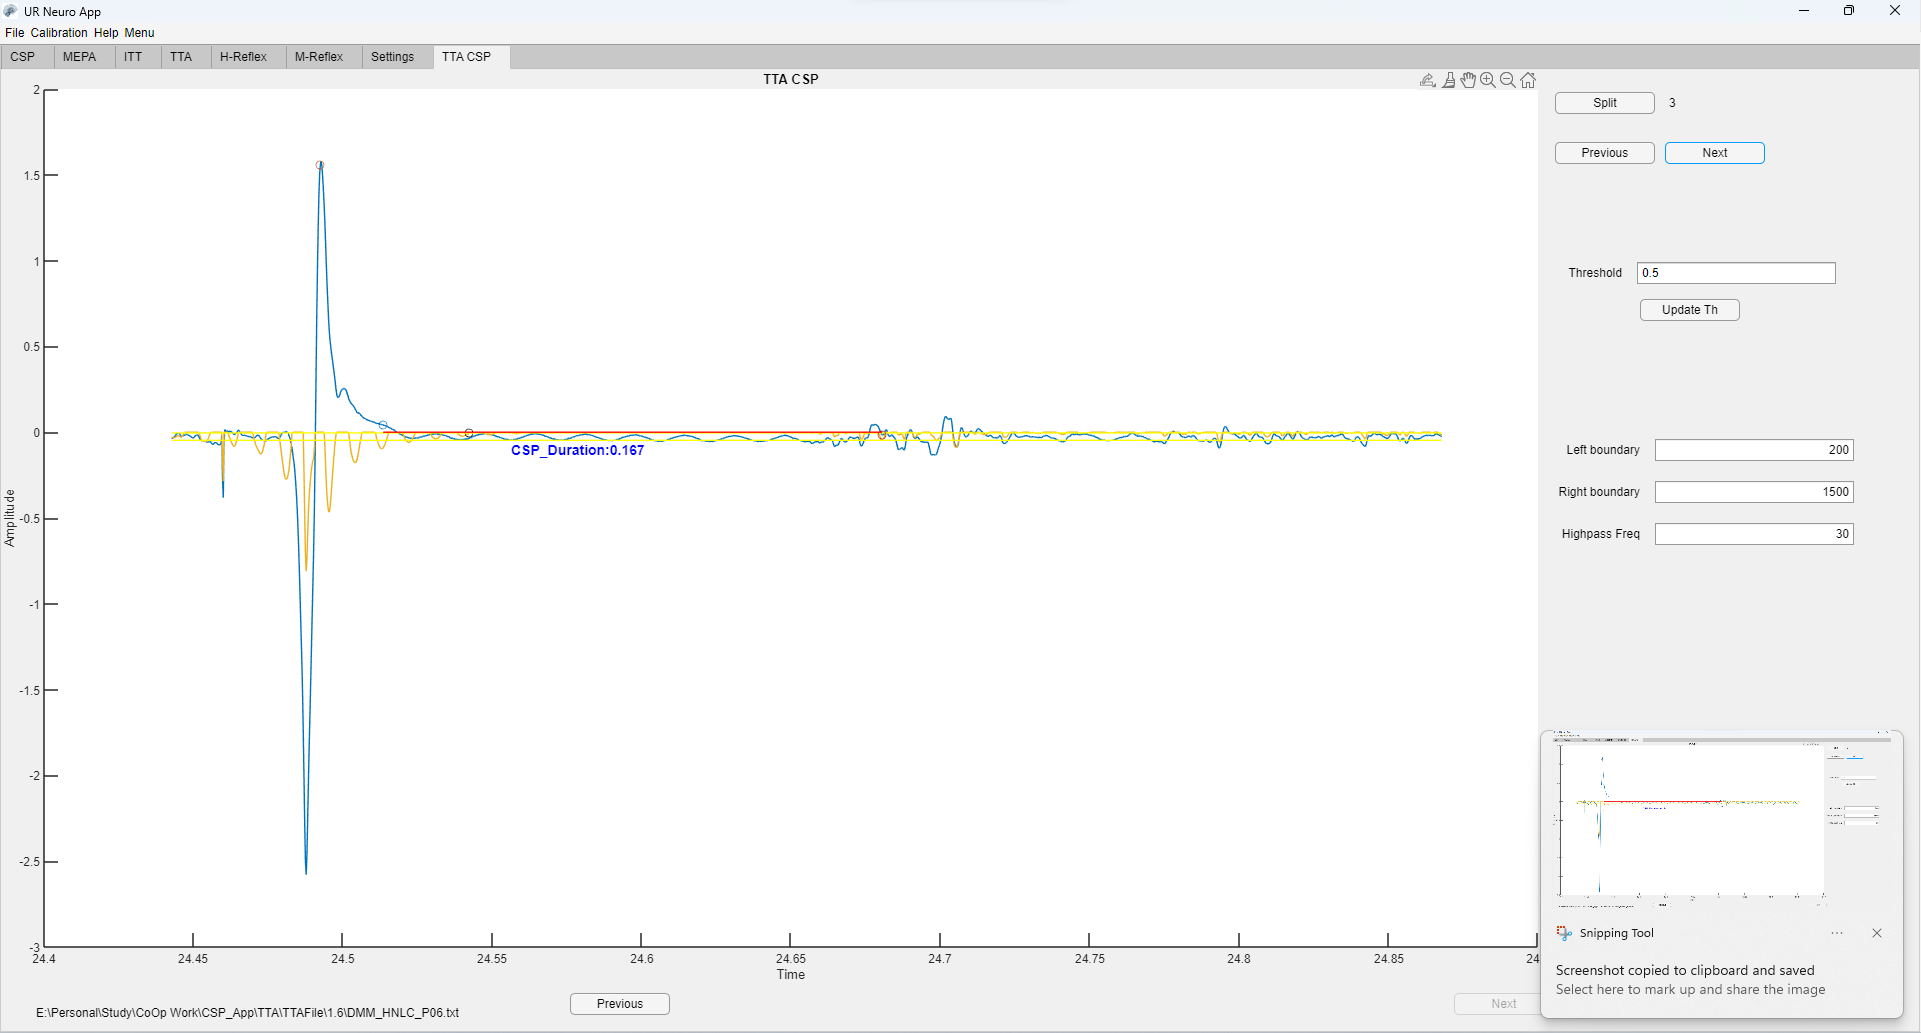 UR Neuro App
File Calibration Help Menu
CSP MEPA ITT TTA H-Reflex M-Reflex Settings TTA CSP
TTA CSP
Split 3
Previous Next
Threshold 0.5
Update Th
Left boundary 200
Right boundary 1500
Highpass Freq 30
2
1.5
1
0.5
0
-0.5
-1
-1.5
-2
-2.5
-3
Amplitude
CSP_Duration:0.167
24.4 24.45 24.5 24.55 24.6 24.65 24.7 24.75 24.8 24.85 24
Time
Previous
Next
E:\Personal\Study\CoOp Work\CSP_App\TTA\TTAFile\1.6\DMM_HNLC_P06.txt
Snipping Tool
Screenshot copied to clipboard and saved
Select here to mark up and share the image